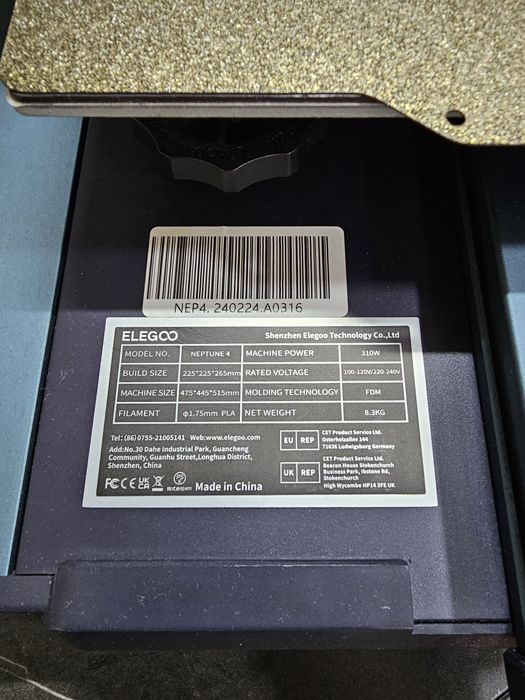 NEP4. 240224.A0316
ELEGOO Shenzhen Elegoo Technology Co.,Ltd
MODEL NO. NEPTUNE 4 MACHINE POWER 310W
BUILD SIZE 225*225*265mm RATED VOLTAGE 100-120V/220-240V
MACHINE SIZE 475*445*515mm MOLDING TECHNOLOGY FDM
FILAMENT φ1.75mm PLA NET WEIGHT 8.3KG
Tel: (86) 0755-21005141 Web:www.elegoo.com
Add:No.30 Dahe Industrial Park, Guancheng
Community, Guanhu Street,Longhua District,
Shenzhen, China
EU REP
CET Product Service Ltd.
Osterholzallee 144
71636 Ludwigsburg Germany
UK REP
CET Product Service Ltd.
Beacon House Stokenchurch
Business Park, Ibstone Rd,
Stokenchurch
High Wycombe HP14 3FE UK
FC CE UKCA Made in China